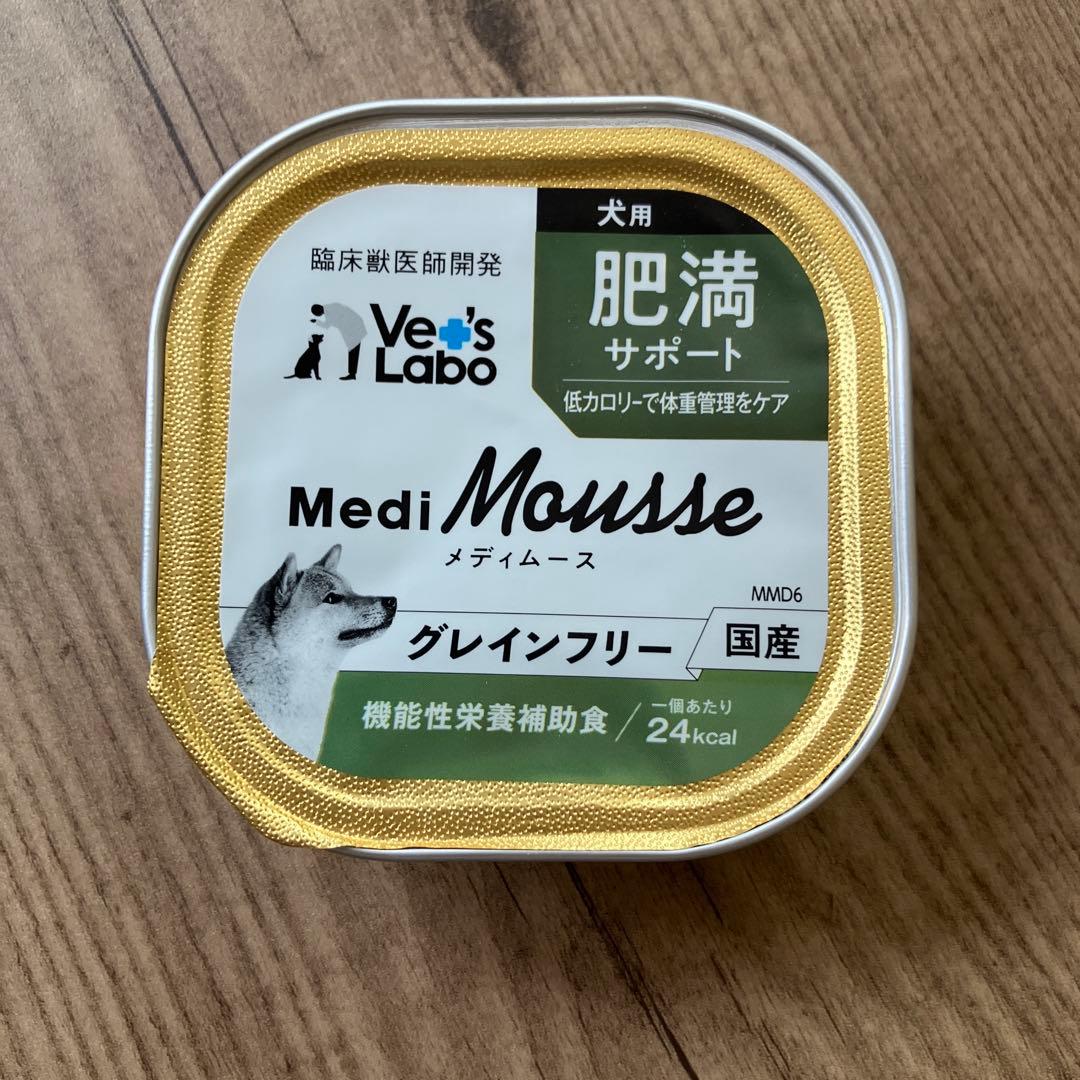 犬用
肥満
サポート
低カロリーで体重管理をケア
臨床獣医師開発
Vet's
Labo
Medi Mousse
メディムース
MMD6
グレインフリー
国産
機能性栄養補助食 / 一個あたり
24kcal